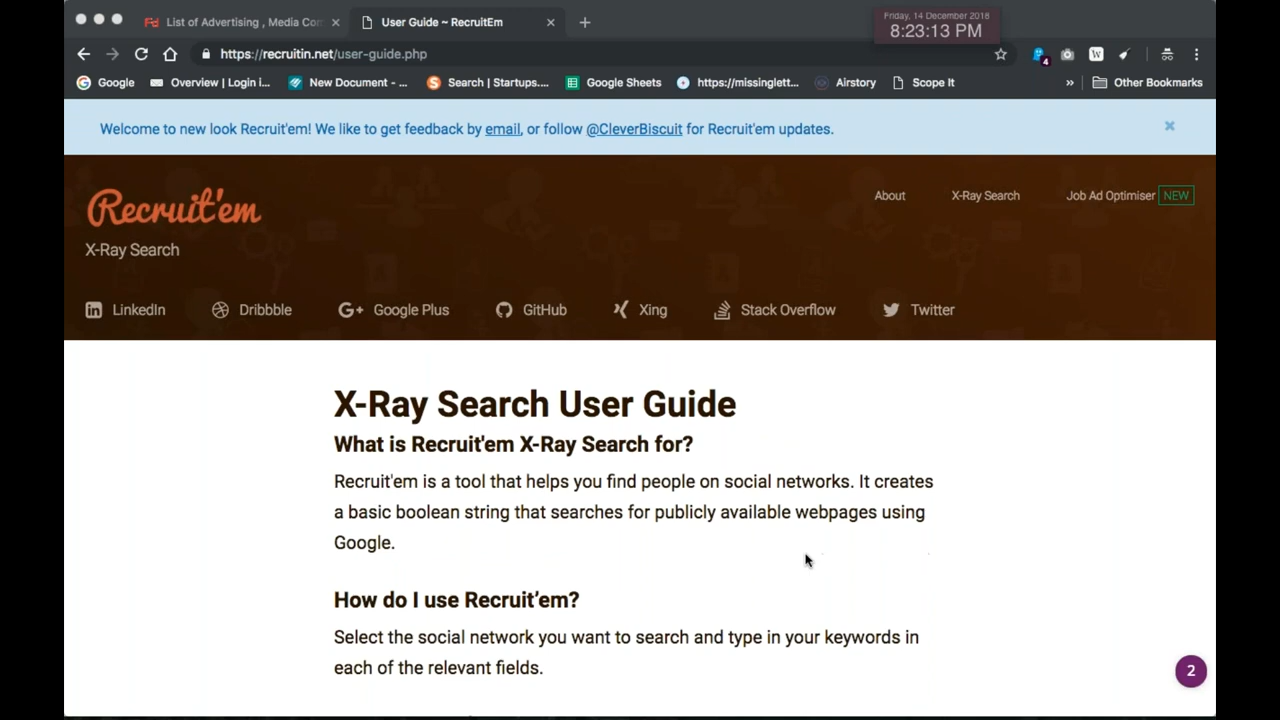 List of Advertising , Media Co
User Guide ~ RecruitEm
Friday, 14 December 2018
8:23:13 PM
https://recruitin.net/user-guide.php
4
W
Google
Overview | Login i...
New Document - ...
Search | Startups....
Google Sheets
https://missinglett...
Airstory
Scope It
»
Other Bookmarks
Welcome to new look Recruit'em! We like to get feedback by email, or follow @CleverBiscuit for Recruit'em updates.
Recruit'em
About
X-Ray Search
Job Ad Optimiser NEW
X-Ray Search
LinkedIn
Dribbble
Google Plus
GitHub
Xing
Stack Overflow
Twitter
X-Ray Search User Guide
What is Recruit'em X-Ray Search for?
Recruit'em is a tool that helps you find people on social networks. It creates
a basic boolean string that searches for publicly available webpages using
Google.
How do I use Recruit’em?
Select the social network you want to search and type in your keywords in
each of the relevant fields.
2